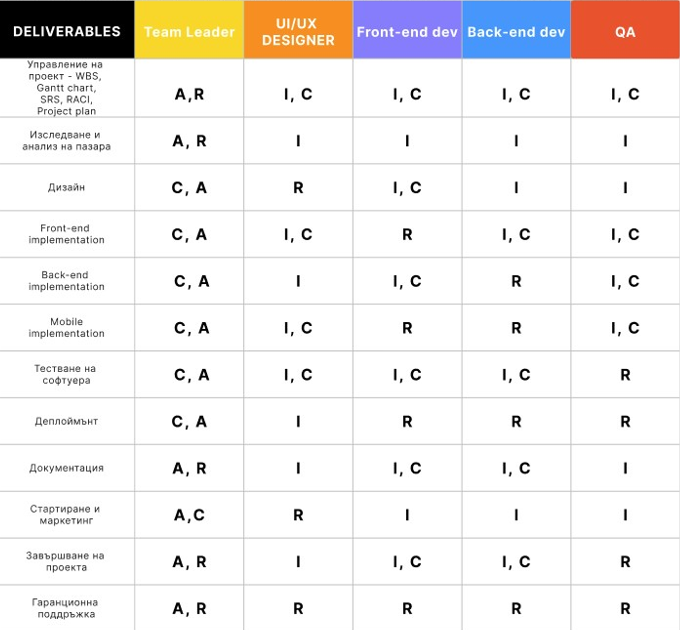 DELIVERABLES Team Leader UI/UX DESIGNER Front-end dev Back-end dev QA
Управление на
проект - WBS,
Gantt chart,
SRS, RACI,
Project plan
A,R I, C I, C I, C I, C
Изследване и
анализ на пазара
A, R I I I I
Дизайн C, A R I, C I I
Front-end
implementation
C, A I, C R I, C I, C
Back-end
implementation
C, A I I, C R I, C
Mobile
implementation
C, A I, C R R I, C
Тестване на
софтуера
C, A I, C I, C I, C R
Деплоймънт C, A I R R R
Документация A, R I I, C I, C I
Стартиране и
маркетинг
A,C R I I I
Завършване на
проекта
A, R I I, C I, C R
Гаранционна
поддръжка
A, R R R R R